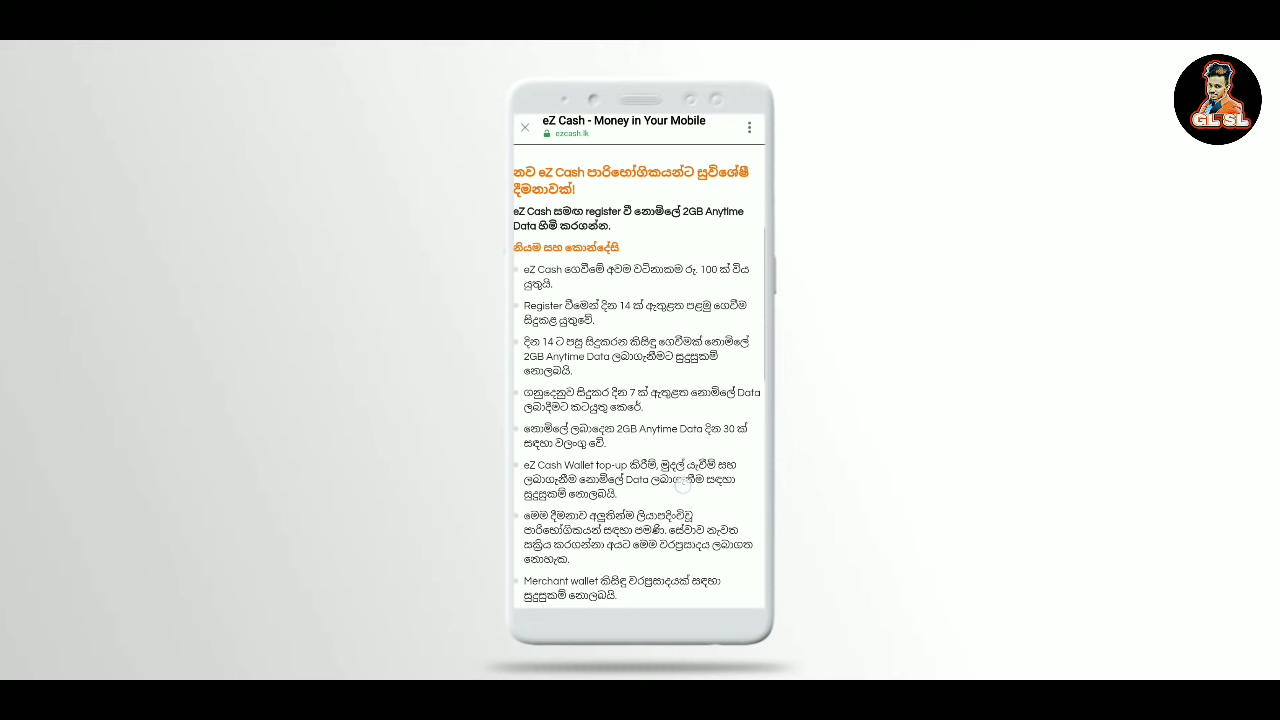 eZ Cash - Money in Your Mobile
ezcash.lk
GL SL
නව eZ Cash පාරිභෝගිකයන්ට සුවිශේෂී
දීමනාවක්!
eZ Cash සමඟ register වී නොමිලේ 2GB Anytime
Data හිමි කරගන්න.
නියම සහ කොන්දේසි
eZ Cash ගෙවීමේ අවම වටිනාකම රු. 100 ක් විය
යුතුයි.
Register වීමෙන් දින 14 ක් ඇතුළත පළමු ගෙවීම
සිදුකළ යුතුවේ.
දින 14 ට පසු සිදුකරන කිසිඳු ගෙවීමක් නොමිලේ
2GB Anytime Data ලබාගැනීමට සුදුසුකම්
නොලබයි.
ගනුදෙනුව සිදුකර දින 7 ක් ඇතුළත නොමිලේ Data
ලබාදීමට කටයුතු කෙරේ.
නොමිලේ ලබාදෙන 2GB Anytime Data දින 30 ක්
සඳහා වලංගු වේ.
eZ Cash Wallet top-up කිරීම්, මුදල් යැවීම් සහ
ලබාගැනීම නොමිලේ Data ලබාගැනීම සඳහා
සුදුසුකම් නොලබයි.
මෙම දීමනාව අලුතින්ම ලියාපදිංචිවූ
පාරිභෝගිකයන් සඳහා පමණි. සේවාව නැවත
සක්‍රිය කරගන්නා අයට මෙම වරප්‍රසාදය ලබාගත
නොහැක.
Merchant wallet කිසිඳු වරප්‍රසාදයක් සඳහා
සුදුසුකම් නොලබයි.